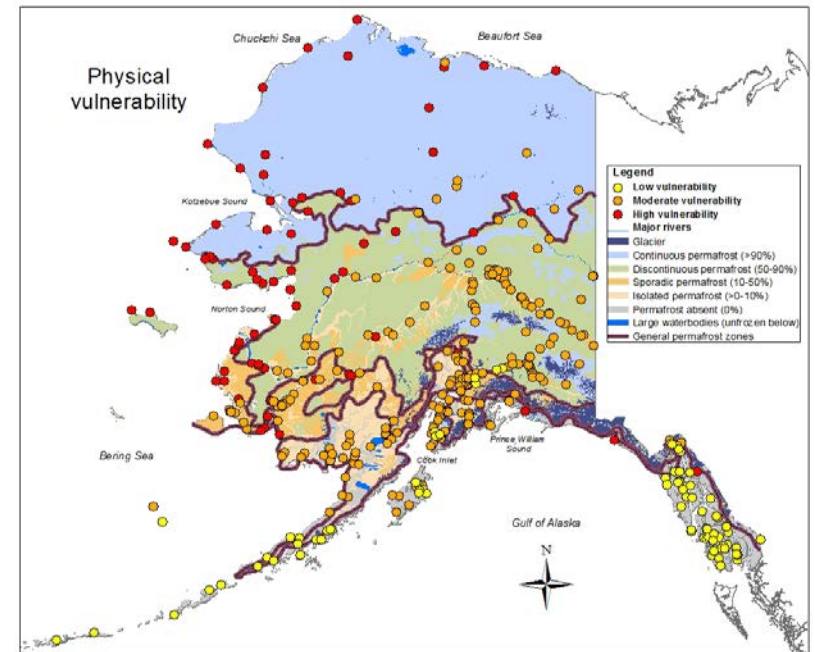 Chuckchi Sea
Beaufort Sea
Physical
vulnerability
Kotzebue Sound
Legend
Low vulnerability
Moderate vulnerability
High vulnerability
Major rivers
Glacier
Continuous permafrost (>90%)
Discontinuous permafrost (50-90%)
Sporadic permafrost (10-50%)
Isolated permafrost (>0-10%)
Permafrost absent (0%)
Large waterbodies (unfrozen below)
General permafrost zones
Norton Sound
Bering Sea
Prince William
Sound
Cook Inlet
Gulf of Alaska
N